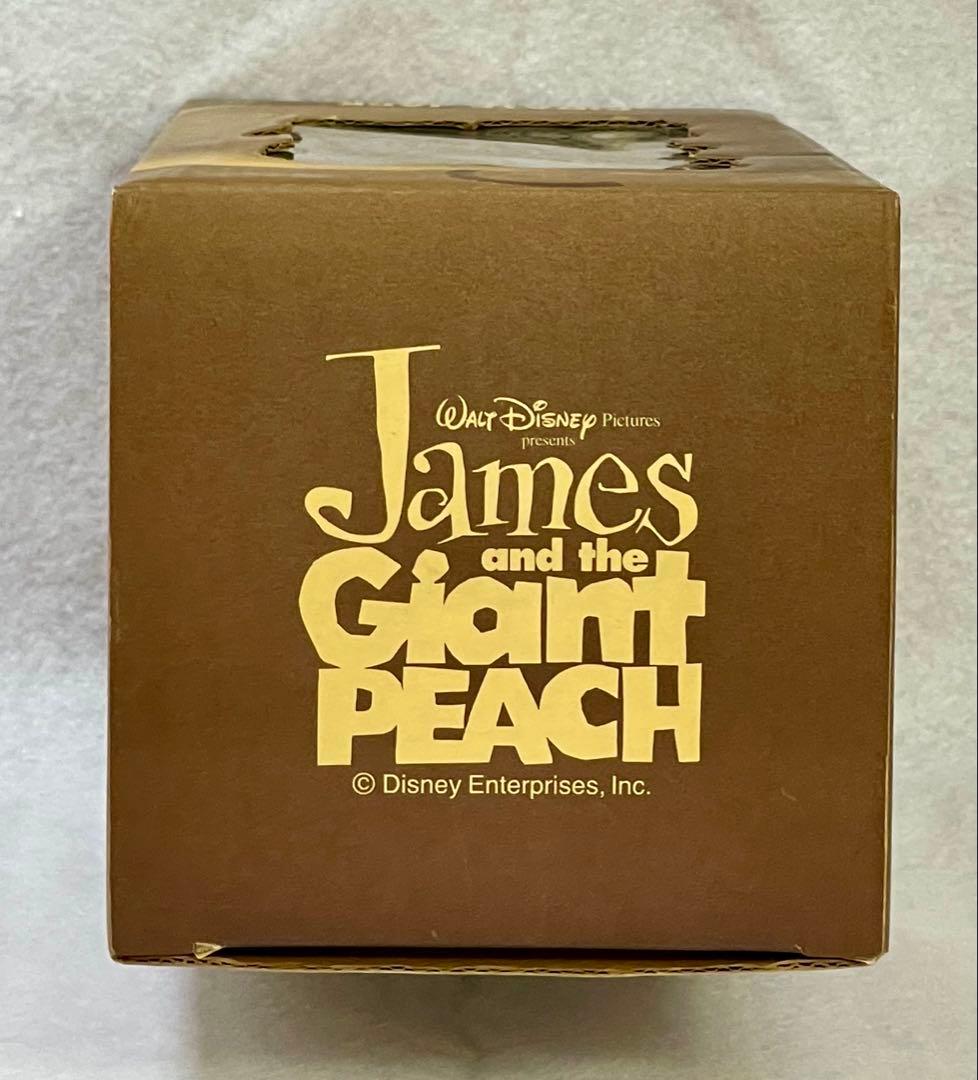 WALT DISNEY Pictures
presents
James
and the
Giant
PEACH
© Disney Enterprises, Inc.